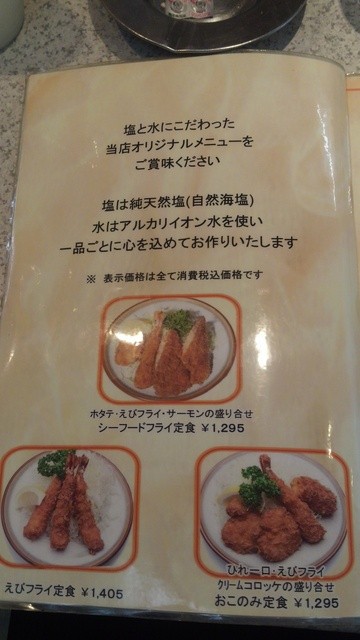 塩と水にこだわった
当店オリジナルメニューを
ご賞味ください
塩は純天然塩(自然海塩)
水はアルカリイオン水を使い
一品ごとに心を込めてお作りいたします
※ 表示価格は全て消費税込価格です
ホタテ・えびフライ・サーモンの盛り合せ
シーフードフライ定食 ¥1,295
えびフライ定食 ¥1,405
ひれ一口・えびフライ
クリームコロッケの盛り合せ
おこのみ定食 ¥1,295